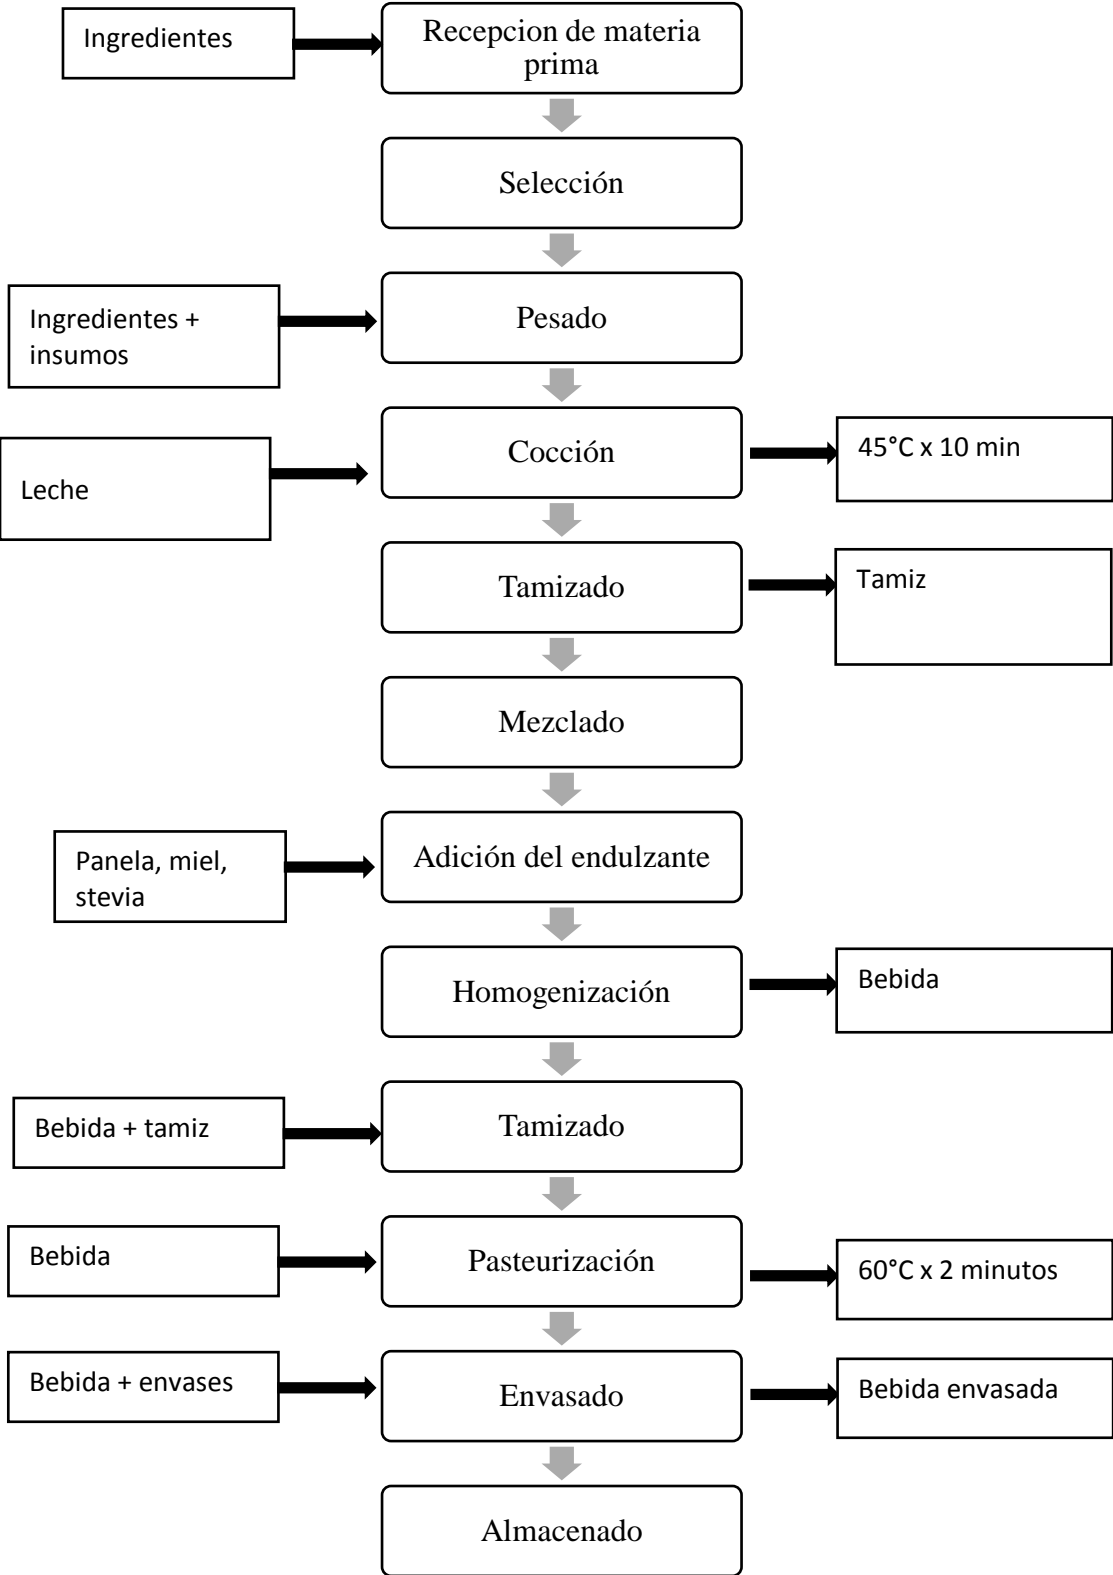 Ingredientes
Recepcion de materia
prima
Selección
Ingredientes +
insumos
Pesado
Leche
Cocción
45°C x 10 min
Tamizado
Tamiz
Mezclado
Panela, miel,
stevia
Adición del endulzante
Homogenización
Bebida
Bebida + tamiz
Tamizado
Bebida
Pasteurización
60°C x 2 minutos
Bebida + envases
Envasado
Bebida envasada
Almacenado